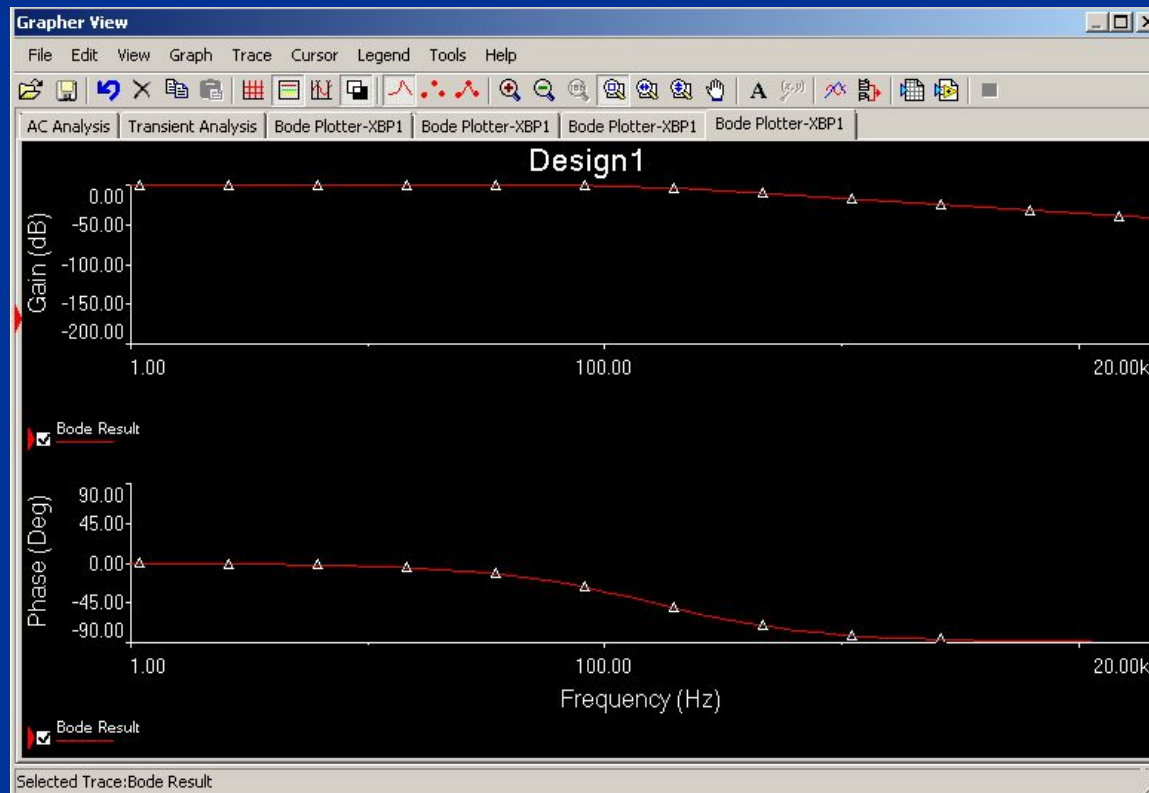 Grapher View
File Edit View Graph Trace Cursor Legend Tools Help
A
AC Analysis Transient Analysis Bode Plotter-XBP1 Bode Plotter-XBP1 Bode Plotter-XBP1 Bode Plotter-XBP1
Design1
Gain (dB)
0.00
-50.00
-100.00
-150.00
-200.00
1.00 100.00 20.00k
Bode Result
Phase (Deg)
90.00
45.00
0.00
-45.00
-90.00
1.00 100.00 20.00k
Frequency (Hz)
Bode Result
Selected Trace:Bode Result